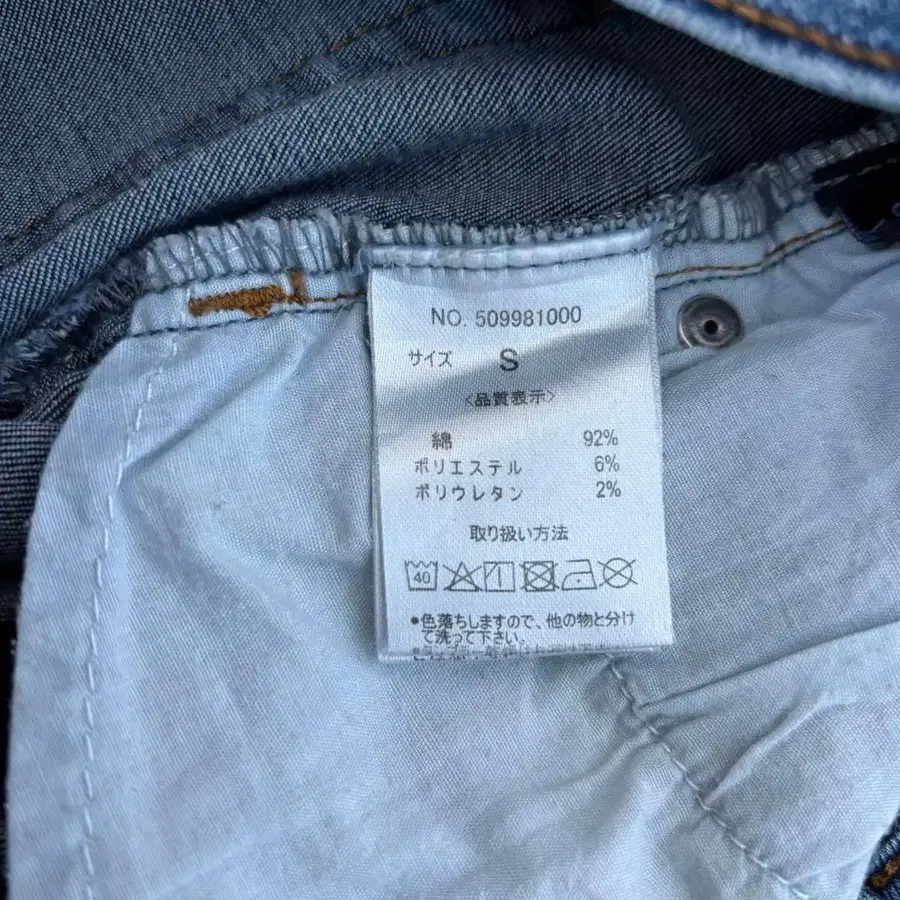 NO. 509981000
サイズ S
<品質表示>
綿 92%
ポリエステル 6%
ポリウレタン 2%
取り扱い方法
40
•色落ちしますので、他の物と分け
て洗って下さい。